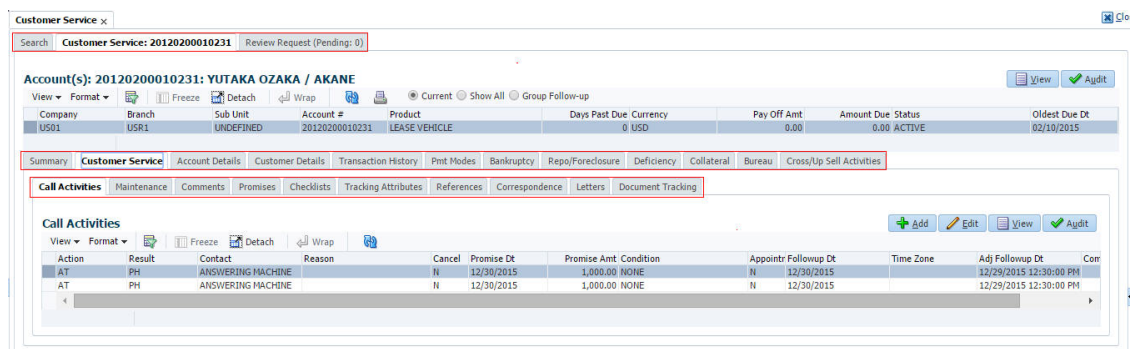 Customer Service × Clo
Search Customer Service: 20120200010231 Review Request (Pending: 0)
Account(s): 20120200010231: YUTAKA OZAKA / AKANE View Audit
View Format Freeze Detach Wrap Current Show All Group Follow-up
Company Branch Sub Unit Account # Product Days Past Due Currency Pay Off Amt Amount Due Status Oldest Due Dt
US01 USR1 UNDEFINED 20120200010231 LEASE VEHICLE 0 USD 0.00 0.00 ACTIVE 02/10/2015
Summary Customer Service Account Details Customer Details Transaction History Pmt Modes Bankruptcy Repo/Foreclosure Deficiency Collateral Bureau Cross/Up Sell Activities
Call Activities Maintenance Comments Promises Checklists Tracking Attributes References Correspondence Letters Document Tracking
Call Activities Add Edit View Audit
View Format Freeze Detach Wrap
Action Result Contact Reason Cancel Promise Dt Promise Amt Condition Appointr Followup Dt Time Zone Adj Followup Dt Com
AT PH ANSWERING MACHINE N 12/30/2015 1,000.00 NONE N 12/30/2015 12/29/2015 12:30:00 PM
AT PH ANSWERING MACHINE N 12/30/2015 1,000.00 NONE N 12/30/2015 12/29/2015 12:30:00 PM